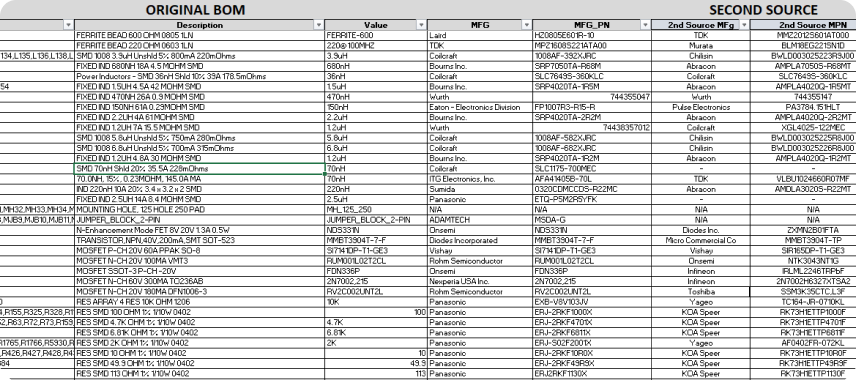 ORIGINAL BOM SECOND SOURCE
Description Value MFG MFG_PN 2nd Source MFg 2nd Source MPN
FERRITE BEAD 600 OHM 0805 1LN FERRITE-600 Laird HZ0805E601R-10 TDK MMZ2012S601AT000
FERRITE BEAD 220 OHM 0603 1LN 220@100MHZ TDK MPZ1608S221ATA00 Murata BLM18EG221SN1D
134,L135,L136,L138,L SMD 1008 3.9uH Unshld 5% 800mA 220mOhms 3.9uH Coilcraft 1008AF-392XJRC Chilisin BWLD00302523R9J00
FIXED IND 680NH 18A 4.5 MOHM SMD 680nH Bourns Inc. SRP7050TA-R68M Abracon AMPLA7050S-R68MT
Power Inductors - SMD 36nH Shld 10% 39A 178.5mOhms 36nH Coilcraft SLC7649S-360KLC Coilcraft SLC7649S-360KLC
54 FIXED IND 1.5UH 4.5A 42 MOHM SMD 1.5uH Bourns Inc. SRP4020TA-1R5M Abracon AMPLA4020Q-1R5MT
FIXED IND 470NH 26A 0.9 MOHM SMD 470nH Wurth 744355047 Wurth 744355147
FIXED IND 150NH 61A 0.29MOHM SMD 150nH Eaton - Electronics Division FP1007R3-R15-R Pulse Electronics PA3784.151HLT
FIXED IND 2.2UH 4A 61 MOHM SMD 2.2uH Bourns Inc. SRP4020TA-2R2M Abracon AMPLA4020Q-2R2MT
FIXED IND 1.2UH 7A 15.5 MOHM SMD 1.2uH Wurth 74438357012 Coilcraft XGL4025-122MEC
SMD 1008 5.8uH Unshld 5% 750mA 280mOhms 5.8uH Coilcraft 1008AF-582XJRC Chilisin BWLD00302525R8J00
SMD 1008 6.8uH Unshld 5% 700mA 315mOhms 6.8uH Coilcraft 1008AF-682XJRC Chilisin BWLD00302526R8J00
FIXED IND 1.2UH 4.8A 30 MOHM SMD 1.2uH Bourns Inc. SRP4020TA-1R2M Abracon AMPLA4020Q-1R2MT
SMD 70nH Shld 20% 35.5A 228mOhms 70nH Coilcraft SLC1175-700MEC - -
70.0NH, 15%, 0.23MOHM, 145.0A MA 70nH ITG Electronics, Inc. AFA41405B-70L TDK VLBU1024660R07MF
IND 220nH 10A 20% 3.4 x 3.2 x 2 SMD 220nH Sumida 0320CDMCCDS-R22MC Abracon AMDLA3020S-R22MT
FIXED IND 2.5UH 14A 8.4 MOHM SMD 2.5uH Panasonic ETQ-P5M2R5YFK - -
,MH32,MH33,MH34,M MOUNTING HOLE, 125 HOLE 250 PAD MH_125_250 N/A N/A N/A N/A
3,MJB9,MJB10,MJB11,M JUMPER_BLOCK_2-PIN JUMPER_BLOCK_2-PIN ADAMTECH MSDA-G N/A N/A
N-Enhancement Mode FET 8V 20V 1.3A 0.5W NDS331N Onsemi NDS331N Diodes Inc. ZXMN2B01FTA
TRANSISTOR,NPN,40V,200mA,SMT SOT-523 MMBT3904T-7-F Diodes Incorporated MMBT3904T-7-F Micro Commercial Co MMBT3904T-TP
MOSFET N-CH 20V 60A PPAK SO-8 SI7141DP-T1-GE3 Vishay SI7141DP-T1-GE3 Vishay SIR165DP-T1-GE3
MOSFET N-CH 20V 100MA VMT3 RUM001L02T2CL Rohm Semiconductor RUM001L02T2CL Onsemi NTK3043NT1G
MOSFET SSOT-3 P-CH -20V FDN336P Onsemi FDN336P Infineon IRLML2246TRPbF
MOSFET N-CH 60V 300MA TO236AB 2N7002,215 Nexperia USA Inc. 2N7002,215 Infineon 2N7002H6327XTSA2
MOSFET N-CH 20V 180MA DFN1006-3 RV2C002UNT2L Rohm Semiconductor RV2C002UNT2L Toshiba SSM3K35CTC,L3F
0 RES ARRAY 4 RES 10K OHM 1206 10K Panasonic EXB-V8V103JV Yageo TC164-JR-0710KL
4,R155,R325,R328,R1 RES SMD 100 OHM 1% 1/10W 0402 100 Panasonic ERJ-2RKF1000X KOA Speer RK73H1ETTP1000F
52,R63,R72,R73,R159, RES SMD 4.7K OHM 1% 1/10W 0402 4.7K Panasonic ERJ-2RKF4701X KOA Speer RK73H1ETTP4701F
RES SMD 6.81K OHM 1% 1/10W 0402 6.81K Panasonic ERJ-2RKF6811X KOA Speer RK73H1ETTP6811F
R1765,R1766,R5930,R RES SMD 2K OHM 1% 1/10W 0402 2K Panasonic ERJ-S02F2001X Yageo AF0402FR-072KL
,R426,R427,R428,R4 RES SMD 10 OHM 1% 1/10W 0402 10 Panasonic ERJ-2RKF10R0X KOA Speer RK73H1ETTP10R0F
384 RES SMD 49.9 OHM 1% 1/10W 0402 49.9 Panasonic ERJ-2RKF49R9X KOA Speer RK73H1ETTP49R9F
RES SMD 113 OHM 1% 1/10W 0402 113 Panasonic ERJ2RKF1130X KOA Speer RK73H1ETTP1130F